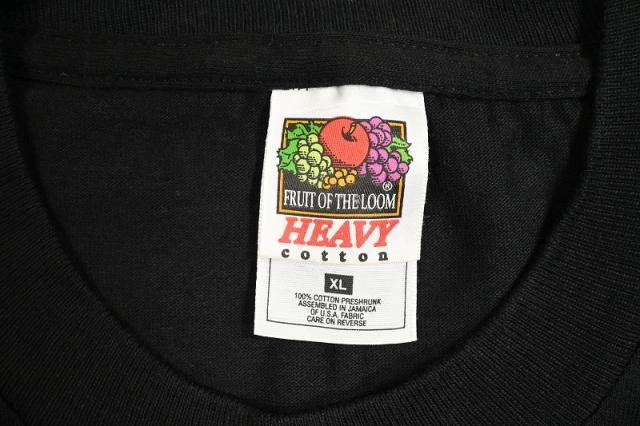 FRUIT OF THE LOOM
®
HEAVY
cotton
XL
100% COTTON PRESHRUNK
ASSEMBLED IN JAMAICA
OF U.S.A. FABRIC
CARE ON REVERSE